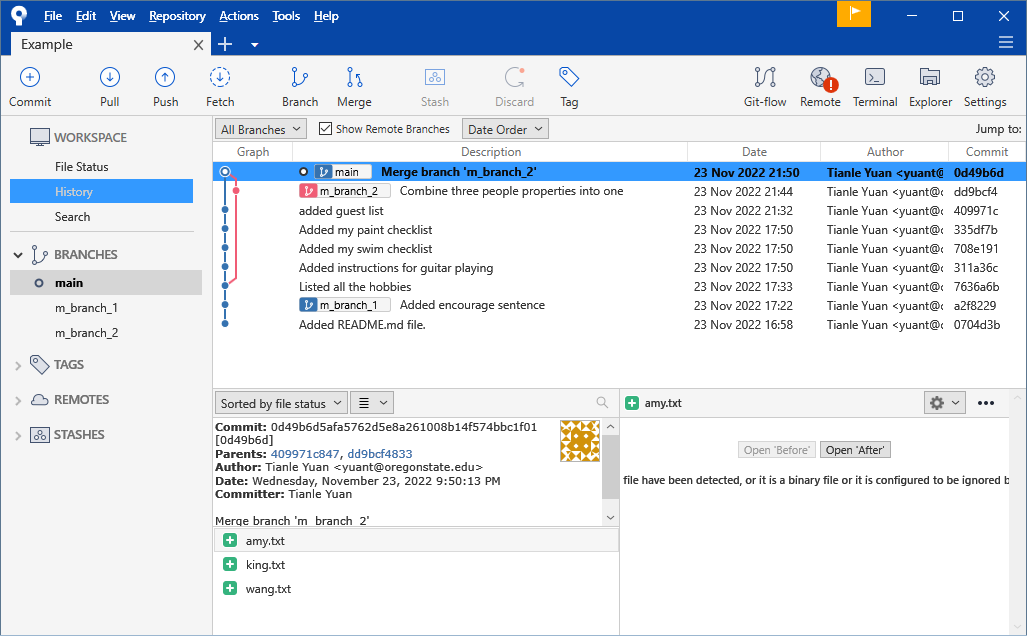 File Edit View Repository Actions Tools Help
Example
Commit Pull Push Fetch Branch Merge Stash Discard Tag Git-flow Remote Terminal Explorer Settings
All Branches Show Remote Branches Date Order Jump to:
WORKSPACE
File Status
History
Search
BRANCHES
main
m_branch_1
m_branch_2
TAGS
REMOTES
STASHES
Graph Description Date Author Commit
main Merge branch 'm_branch_2' 23 Nov 2022 21:50 Tianle Yuan <yuant@ 0d49b6d
m_branch_2 Combine three people properties into one 23 Nov 2022 21:44 Tianle Yuan <yuant@c dd9bcf4
added guest list 23 Nov 2022 21:32 Tianle Yuan <yuant@c 409971c
Added my paint checklist 23 Nov 2022 17:50 Tianle Yuan <yuant@c 335df7b
Added my swim checklist 23 Nov 2022 17:50 Tianle Yuan <yuant@c 708e191
Added instructions for guitar playing 23 Nov 2022 17:50 Tianle Yuan <yuant@c 311a36c
Listed all the hobbies 23 Nov 2022 17:33 Tianle Yuan <yuant@c 7636a6b
m_branch_1 Added encourage sentence 23 Nov 2022 17:22 Tianle Yuan <yuant@c a2f8229
Added README.md file. 23 Nov 2022 16:58 Tianle Yuan <yuant@c 0704d3b
Sorted by file status
Commit: 0d49b6d5afa5762d5e8a261008b14f574bbc1f01
[0d49b6d]
Parents: 409971c847, dd9bcf4833
Author: Tianle Yuan <yuant@oregonstate.edu>
Date: Wednesday, November 23, 2022 9:50:13 PM
Committer: Tianle Yuan
Merge branch 'm_branch_2'
amy.txt
king.txt
wang.txt
amy.txt
Open 'Before' Open 'After'
file have been detected, or it is a binary file or it is configured to be ignored b